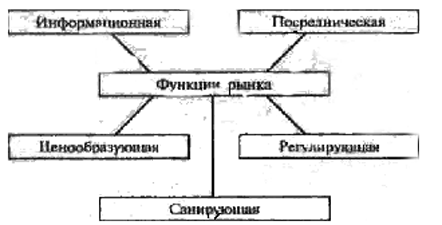 Информационная
Посредническая
Функции рынка
Ценообразующая
Регулирующая
Санирующая